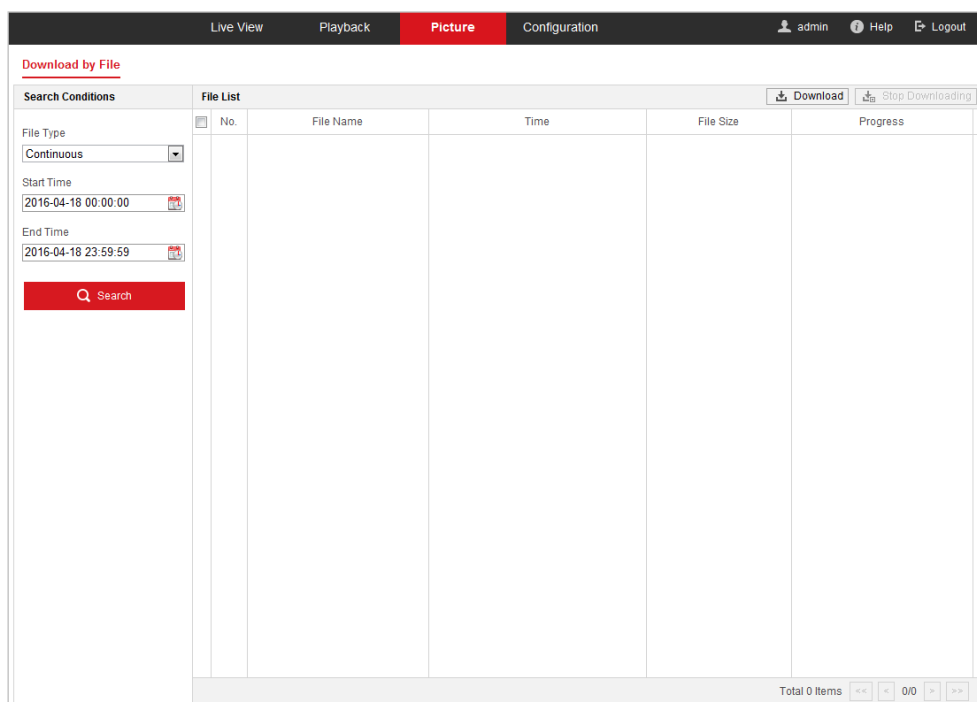 Live View Playback Picture Configuration admin Help Logout
Download by File
Search Conditions
File Type
Continuous
Start Time
2016-04-18 00:00:00
End Time
2016-04-18 23:59:59
Search
File List Download Stop Downloading
No. File Name Time File Size Progress
Total 0 Items << < 0/0 > >>